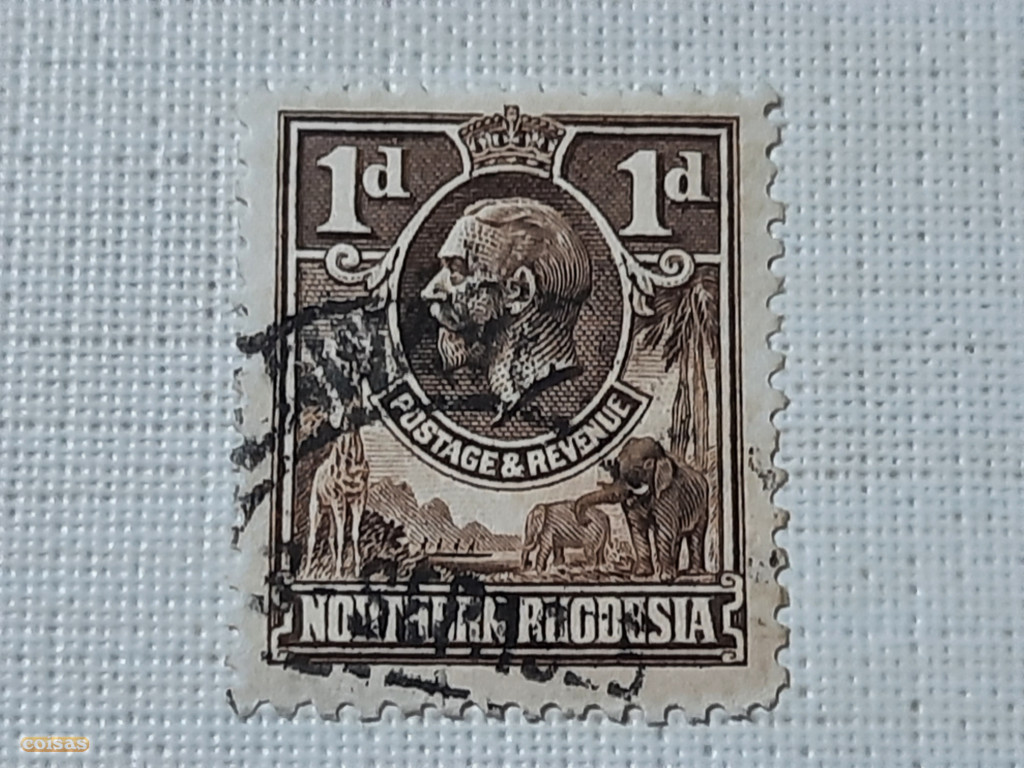 1d 1d
POSTAGE & REVENUE
NORTHERN RHODESIA
coisas